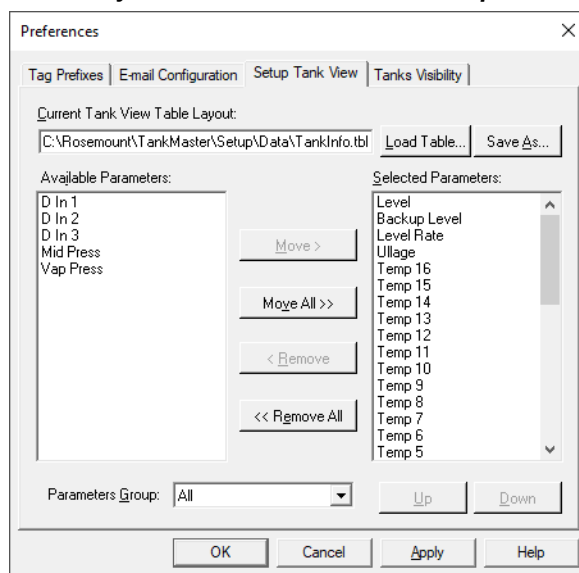 Preferences
Tag Prefixes
E-mail Configuration
Setup Tank View
Tanks Visibility
Current Tank View Table Layout:
C:\Rosemount\TankMaster\Setup\Data\TankInfo.tbl
Load Table...
Save As...
Available Parameters:
D In 1
D In 2
D In 3
Mid Press
Vap Press
Move >
Move All >>
< Remove
<< Remove All
Selected Parameters:
Level
Backup Level
Level Rate
Ullage
Temp 16
Temp 15
Temp 14
Temp 13
Temp 12
Temp 11
Temp 10
Temp 9
Temp 8
Temp 7
Temp 6
Temp 5
Parameters Group:
All
Up
Down
OK
Cancel
Apply
Help